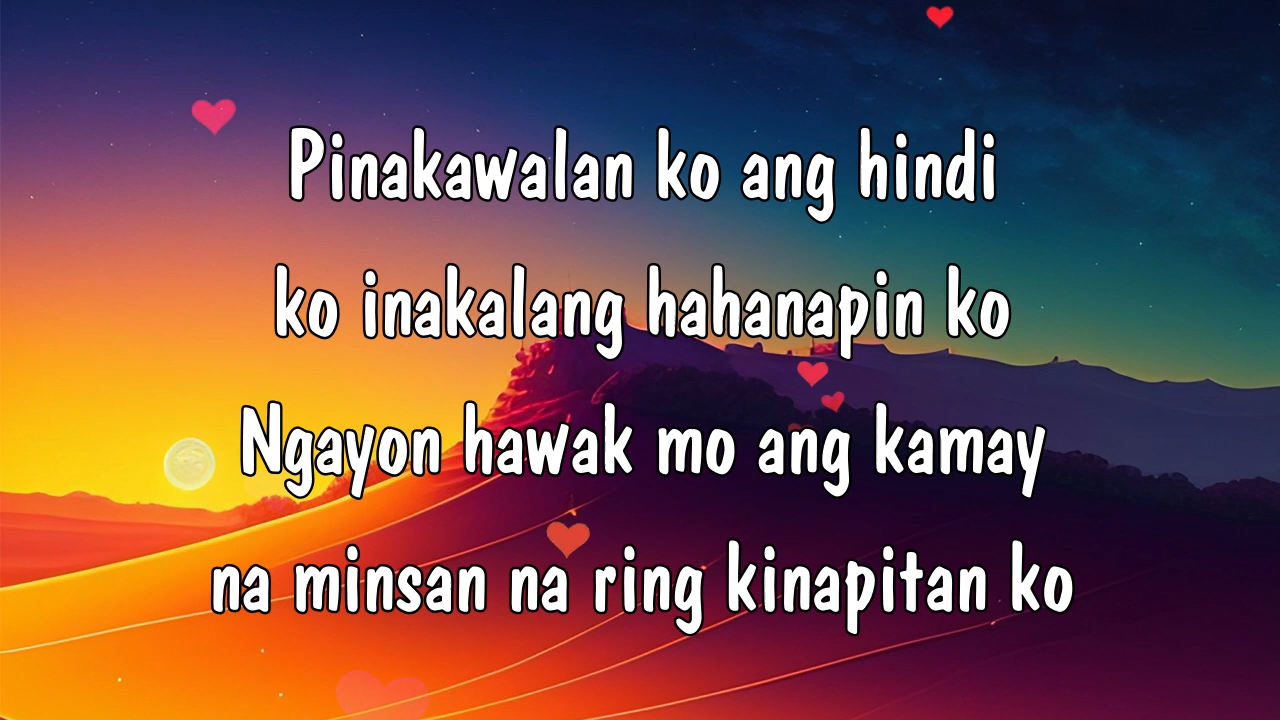 Pinakawalan ko ang hindi
ko inakalang hahanapin ko
Ngayon hawak mo ang kamay
na minsan na ring kinapitan ko